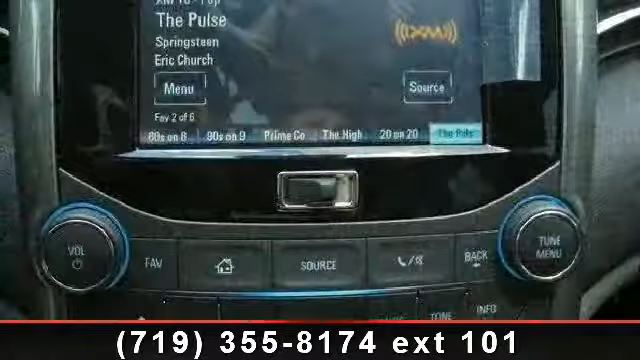 The Pulse
(((XM)))
Springsteen
Eric Church
Menu
Source
Fav 2 of 6
80s on 8 90s on 9 Prime Co The High 20 on 20 The Puls
VOL
FAV
SOURCE
BACK
TUNE
MENU
TONE
INFO
(719) 355-8174 ext 101